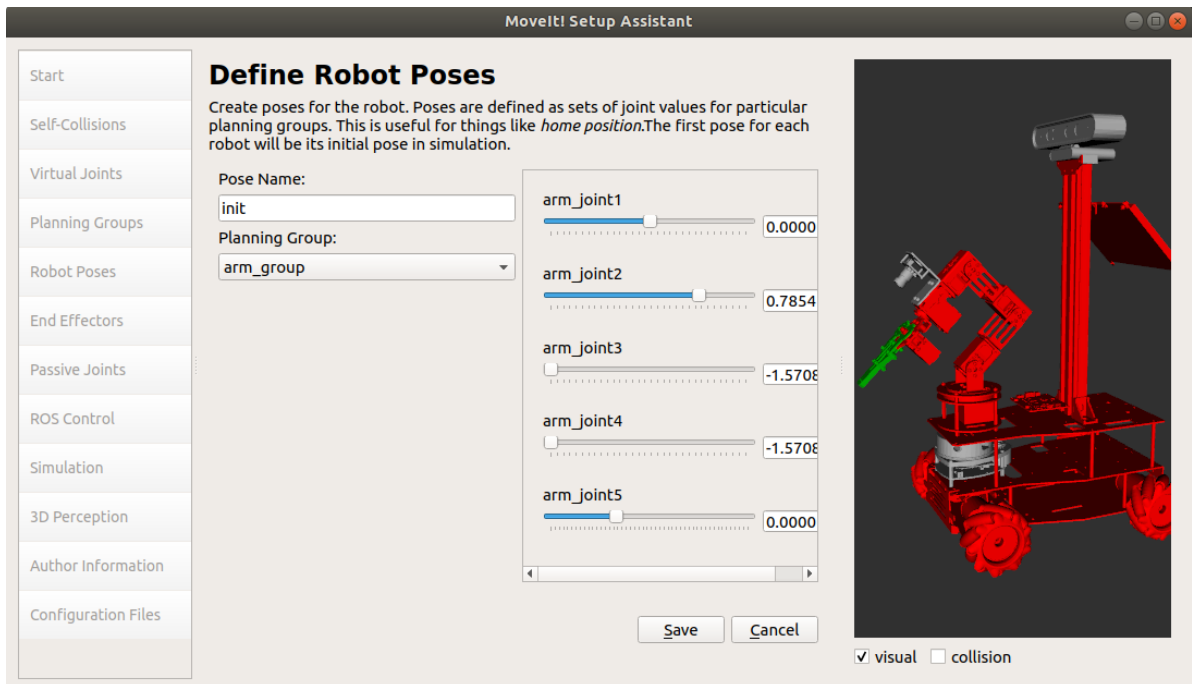 MoveIt! Setup Assistant
Start
Self-Collisions
Virtual Joints
Planning Groups
Robot Poses
End Effectors
Passive Joints
ROS Control
Simulation
3D Perception
Author Information
Configuration Files
Define Robot Poses
Create poses for the robot. Poses are defined as sets of joint values for particular
planning groups. This is useful for things like home position.The first pose for each
robot will be its initial pose in simulation.
Pose Name:
init
Planning Group:
arm_group
arm_joint1
0.0000
arm_joint2
0.7854
arm_joint3
-1.5708
arm_joint4
-1.5708
arm_joint5
0.0000
Save
Cancel
visual
collision